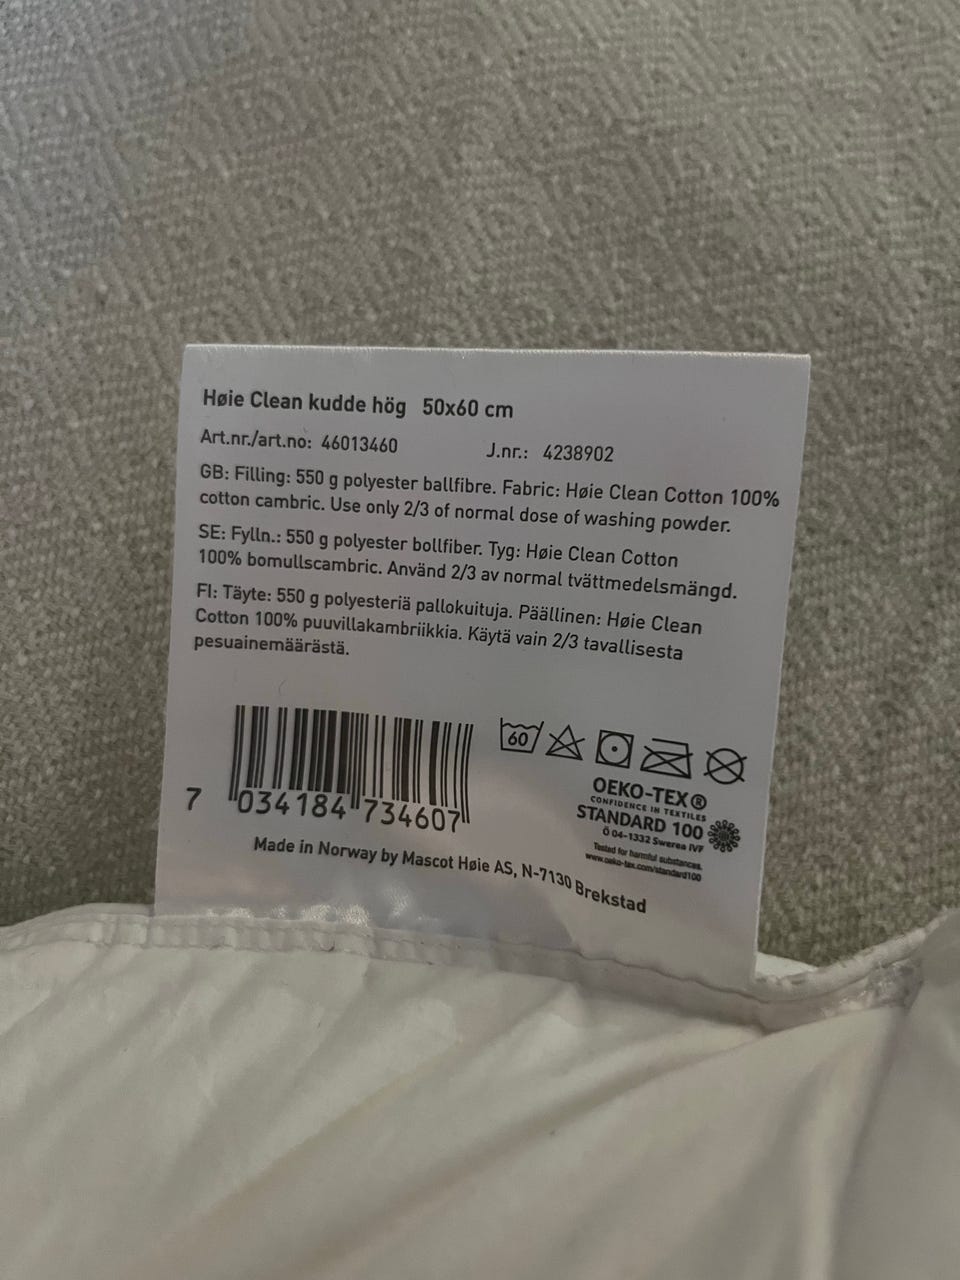 Høie Clean kudde hög 50x60 cm
Art.nr./art.no: 46013460 J.nr.: 4238902
GB: Filling: 550 g polyester ballfibre. Fabric: Høie Clean Cotton 100%
cotton cambric. Use only 2/3 of normal dose of washing powder.
SE: Fylln.: 550 g polyester bollfiber. Tyg: Høie Clean Cotton
100% bomullscambric. Använd 2/3 av normal tvättmedelsmängd.
FI: Täyte: 550 g polyesteriä pallokuituja. Päällinen: Høie Clean
Cotton 100% puuvillakambriikkia. Käytä vain 2/3 tavallisesta
pesuainemäärästä.
60
7 034184 734607
OEKO-TEX®
CONFIDENCE IN TEXTILES
STANDARD 100
Ö 04-1332 Swerea IVF
Tested for harmful substances.
www.oeko-tex.com/standard100
Made in Norway by Mascot Høie AS, N-7130 Brekstad